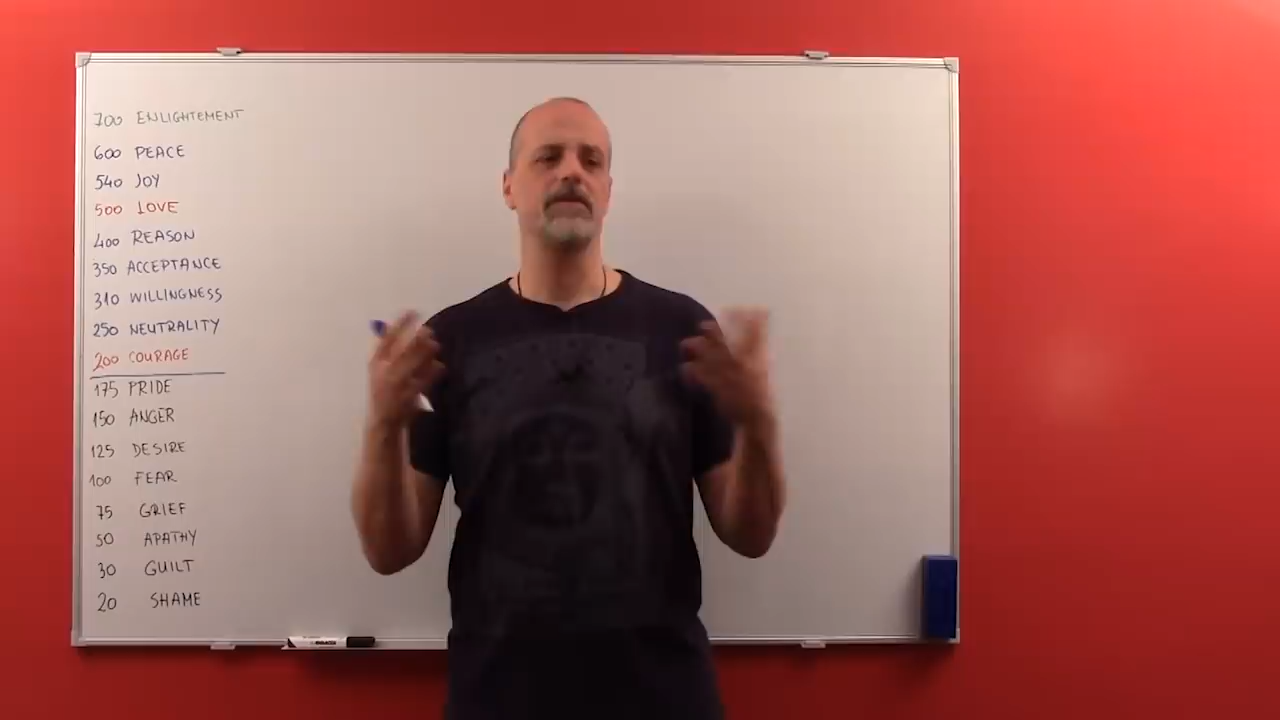 700 ENLIGHTEMENT
600 PEACE
540 JOY
500 LOVE
400 REASON
350 ACCEPTANCE
310 WILLINGNESS
250 NEUTRALITY
200 COURAGE
175 PRIDE
150 ANGER
125 DESIRE
100 FEAR
75 GRIEF
50 APATHY
30 GUILT
20 SHAME